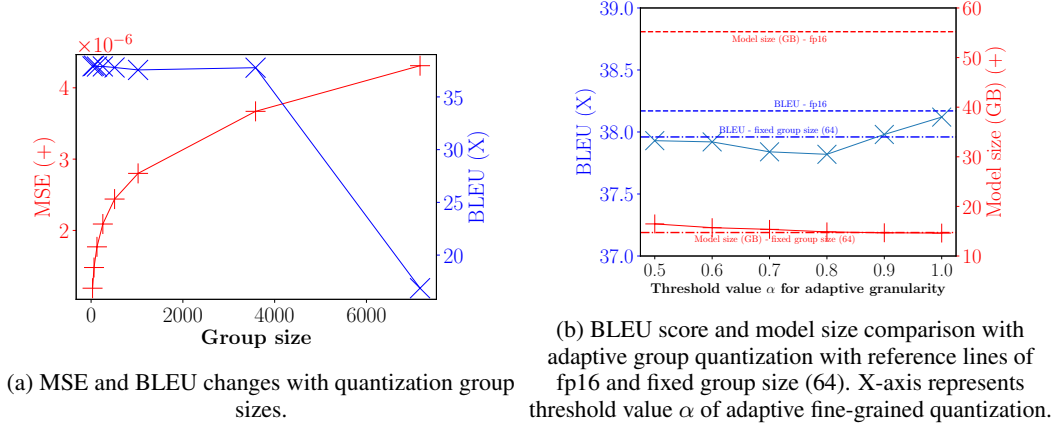 ×10⁻⁶
4
3
2
MSE (+)
35
30
25
20
BLEU (X)
0
2000
4000
6000
Group size
(a) MSE and BLEU changes with quantization group
sizes.
39.0
38.5
38.0
37.5
37.0
BLEU (X)
60
50
40
30
20
10
Model size (GB) (+)
Model size (GB) - fp16
BLEU - fp16
BLEU - fixed group size (64)
Model size (GB) - fixed group size (64)
0.5
0.6
0.7
0.8
0.9
1.0
Threshold value α for adaptive granularity
(b) BLEU score and model size comparison with
adaptive group quantization with reference lines of
fp16 and fixed group size (64). X-axis represents
threshold value α of adaptive fine-grained quantization.